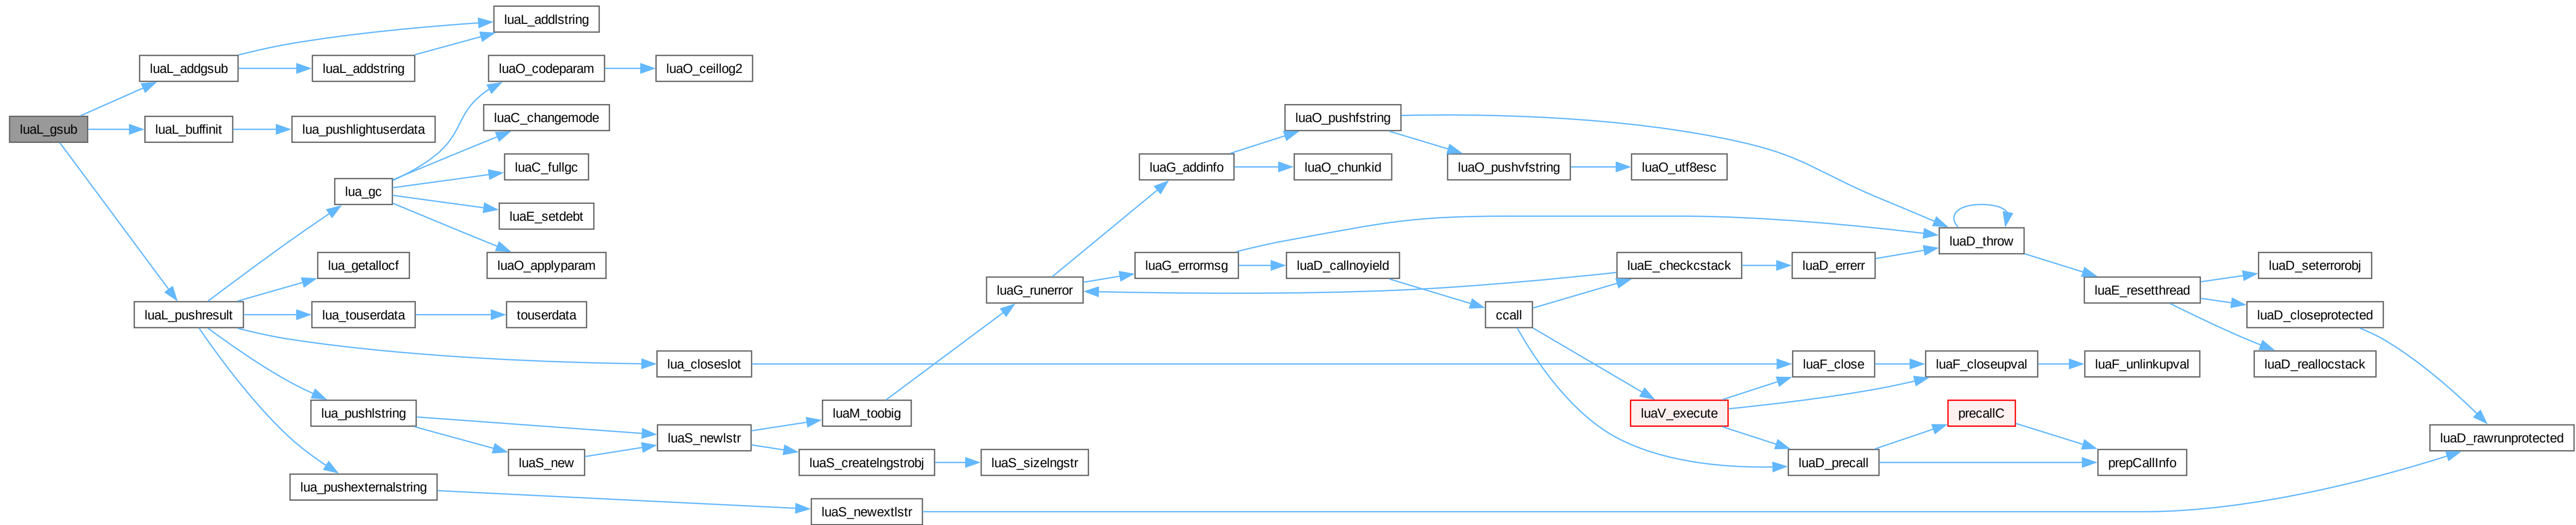 luaL_gsub
luaL_addgsub
luaL_addlstring
luaL_addstring
luaL_buffinit
lua_pushlightuserdata
luaL_pushresult
lua_gc
luaO_codeparam
luaO_ceillog2
luaC_changemode
luaC_fullgc
luaE_setdebt
luaO_applyparam
lua_getallocf
lua_touserdata
touserdata
lua_closeslot
lua_pushlstring
luaS_newlstr
luaS_new
lua_pushexternalstring
luaM_toobig
luaS_createlngstrobj
luaS_sizelngstr
luaS_newextlstr
luaG_runerror
luaG_addinfo
luaO_pushfstring
luaO_chunkid
luaO_pushvfstring
luaO_utf8esc
luaG_errormsg
luaD_callnoyield
ccall
luaE_checkcstack
luaD_errerr
luaD_throw
luaE_resetthread
luaD_seterrorobj
luaD_closeprotected
luaD_reallocstack
luaF_close
luaF_closeupval
luaF_unlinkupval
luaV_execute
luaD_precall
precallC
prepCallInfo
luaD_rawrunprotected